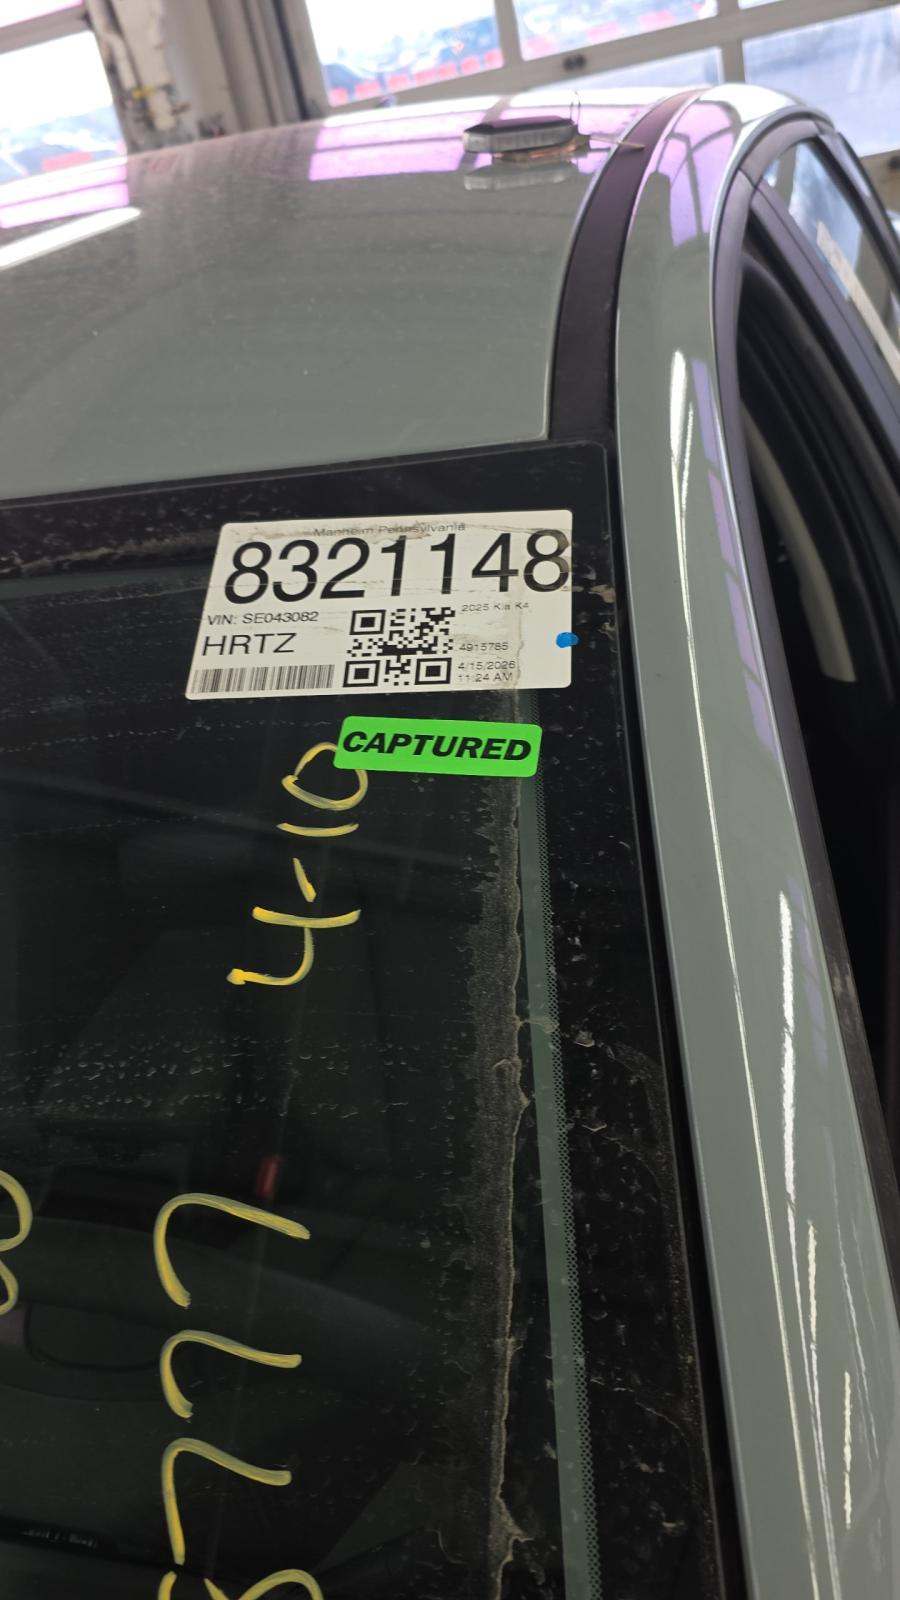 Manheim Pennsylvania
8321148
VIN: SE043082
2025 Kia K4
HRTZ
4915785
4/15/2026
11:24 AM
CAPTURED
4-10